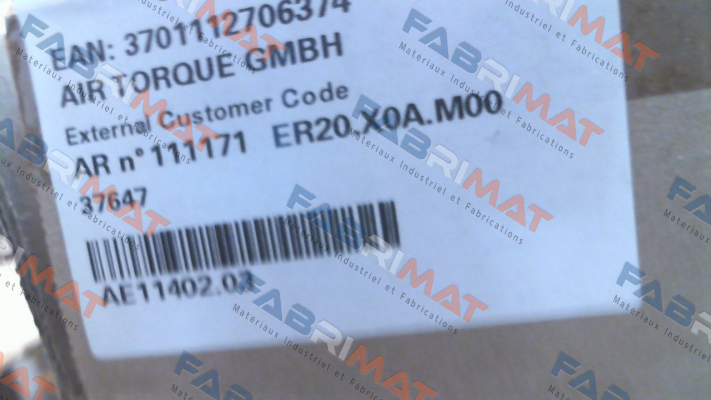 EAN: 3701112706374
AIR TORQUE GMBH
External Customer Code
AR n° 111171 ER20.X0A.M00
37647
AE11402.03
FABRIMAT
Matériaux Industriel et Fabrications